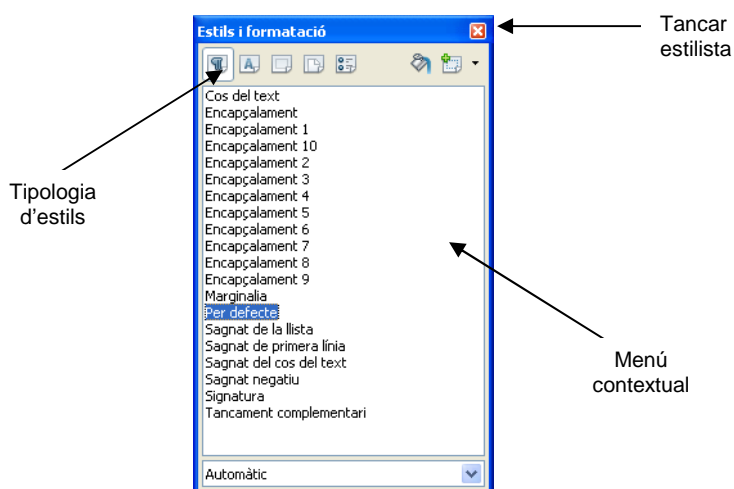 Estils i formatació
Tancar
estilista
Cos del text
Encapçalament
Encapçalament 1
Encapçalament 10
Encapçalament 2
Encapçalament 3
Encapçalament 4
Encapçalament 5
Encapçalament 6
Encapçalament 7
Encapçalament 8
Encapçalament 9
Marginalia
Per defecte
Sagnat de la llista
Sagnat de primera línia
Sagnat del cos del text
Sagnat negatiu
Signatura
Tancament complementari
Automàtic
Tipologia
d'estils
Menú
contextual